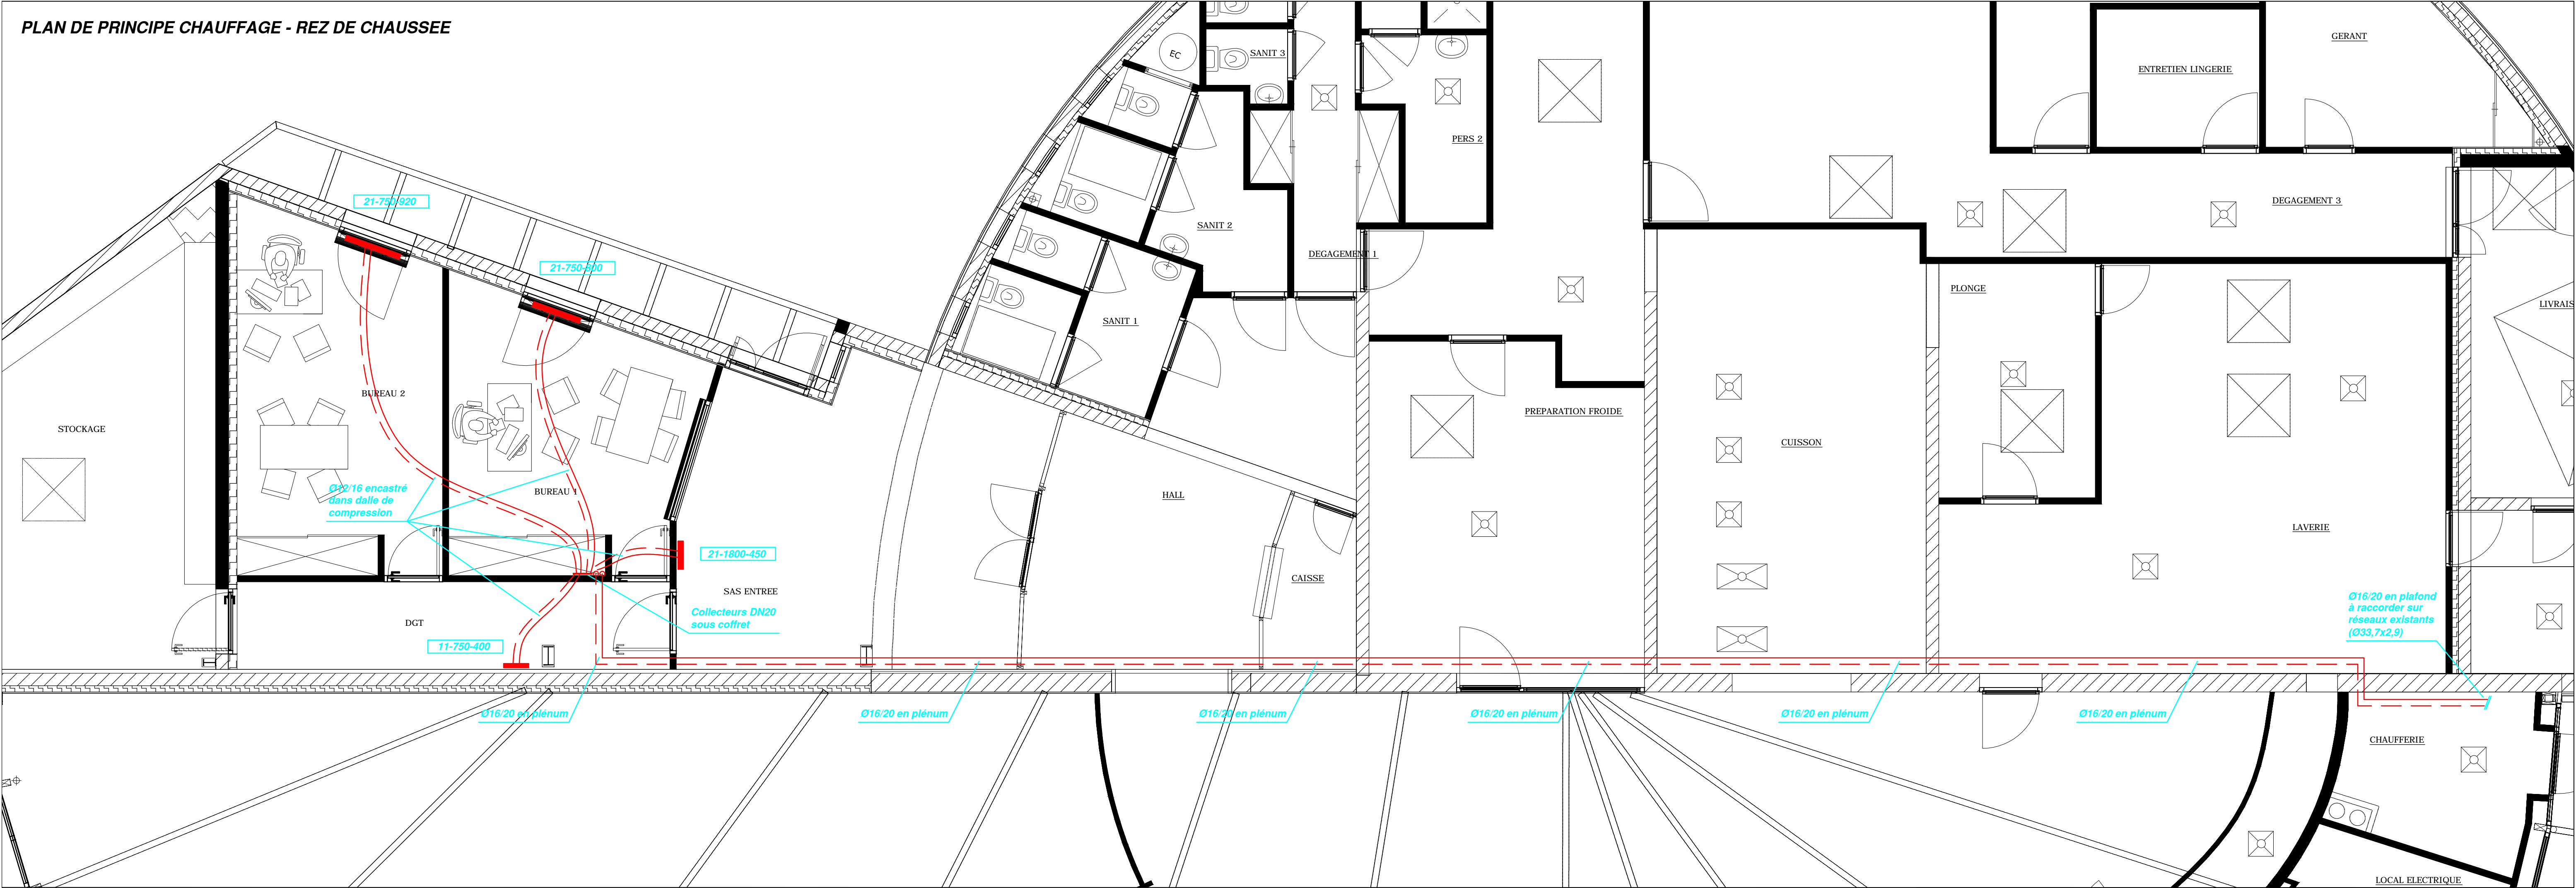 PLAN DE PRINCIPE CHAUFFAGE - REZ DE CHAUSSEE
EC
SANIT 3
GERANT
ENTRETIEN LINGERIE
PERS 2
21-750-920
DEGAGEMENT 3
SANIT 2
DEGAGEMENT 1
21-750-800
PLONGE
LIVRAIS
SANIT 1
BUREAU 2
PREPARATION FROIDE
STOCKAGE
CUISSON
Ø12/16 encastré
dans dalle de
compression
BUREAU 1
HALL
LAVERIE
21-1800-450
CAISSE
SAS ENTREE
Collecteurs DN20
sous coffret
DGT
11-750-400
Ø16/20 en plafond
à raccorder sur
réseaux existants
(Ø33,7x2,9)
Ø16/20 en plénum
Ø16/20 en plénum
Ø16/20 en plénum
Ø16/20 en plénum
Ø16/20 en plénum
Ø16/20 en plénum
CHAUFFERIE
LOCAL ELECTRIQUE